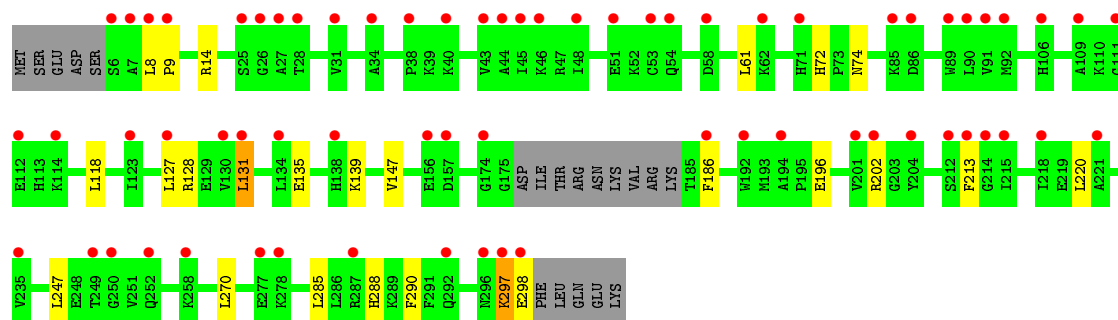 MET SER GLU ASP SER S6 A7 L8 P9 R14 S25 G26 A27 T28 V31 A34 P38 K39 K40 V43 A44 I45 K46 R47 I48 E51 K52 C53 Q54 D58 L61 K62 H71 H72 P73 N74 K85 D86 W89 L90 V91 M92 H106 A109 K110
E112 H113 K114 L118 I123 L127 R128 E129 V130 L131 L134 E135 H138 K139 V147 E156 D157 G174 G175 ASP ILE THR ARG ASN LYS VAL ARG LYS T185 F186 W192 M193 A194 P195 E196 V201 R202 G203 Y204 S212 F213 G214 I215 I218 E219 L220 A221
V235 L247 E248 T249 G250 V251 Q252 K258 L270 E277 K278 L285 L286 R287 H288 K289 F290 F291 Q292 N296 K297 E298 PHE LEU GLN GLU LYS